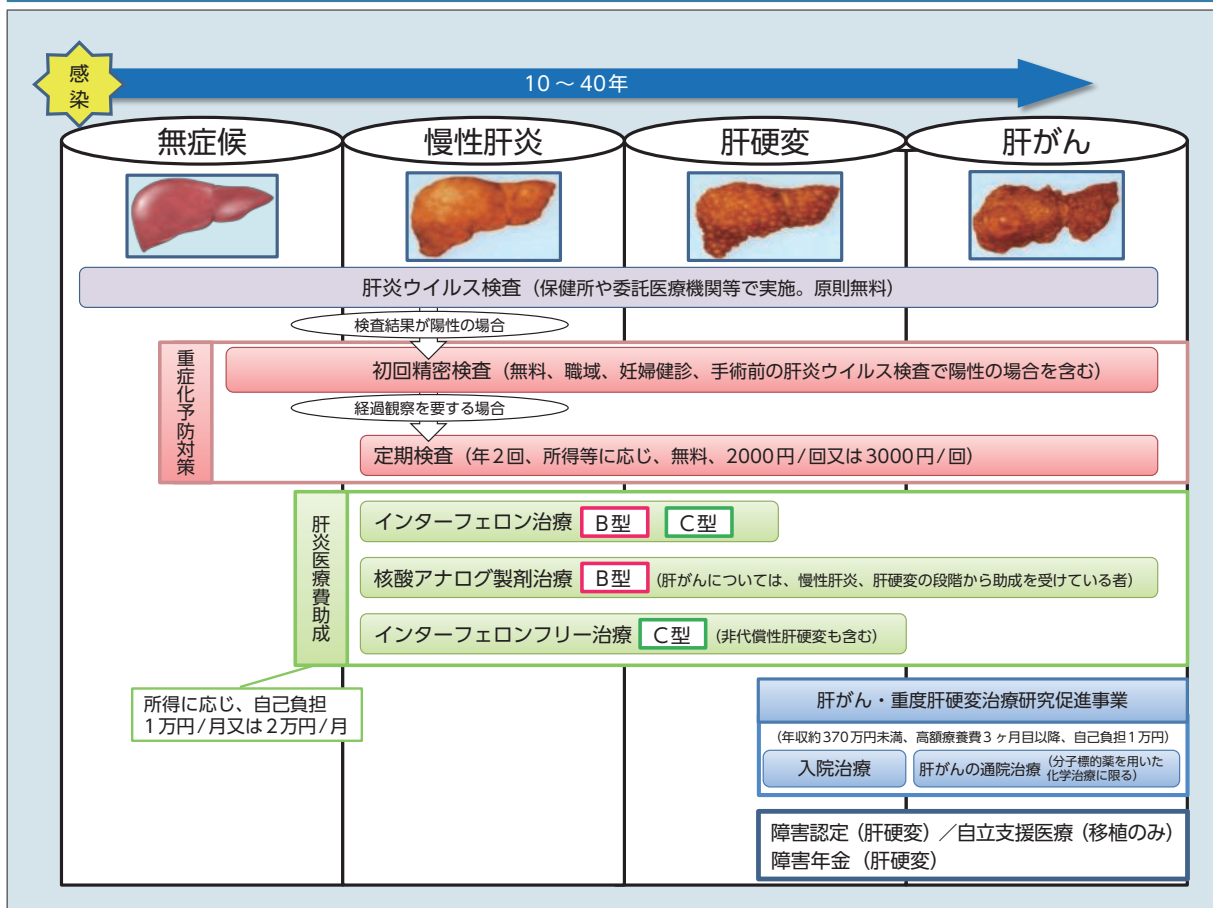 感染
10～40年
無症候
慢性肝炎
肝硬変
肝がん
肝炎ウイルス検査（保健所や委託医療機関等で実施。原則無料）
検査結果が陽性の場合
重症化予防対策
初回精密検査（無料、職域、妊婦健診、手術前の肝炎ウイルス検査で陽性の場合を含む）
経過観察を要する場合
定期検査（年２回、所得等に応じ、無料、2000円/回又は3000円/回）
肝炎医療費助成
インターフェロン治療 Ｂ型 Ｃ型
核酸アナログ製剤治療 Ｂ型 （肝がんについては、慢性肝炎、肝硬変の段階から助成を受けている者）
インターフェロンフリー治療 Ｃ型 （非代償性肝硬変も含む）
所得に応じ、自己負担
１万円/月又は２万円/月
肝がん・重度肝硬変治療研究促進事業
（年収約370万円未満、高額療養費３ヶ月目以降、自己負担１万円）
入院治療
肝がんの通院治療（分子標的薬を用いた
化学治療に限る）
障害認定（肝硬変）／自立支援医療（移植のみ）
障害年金（肝硬変）